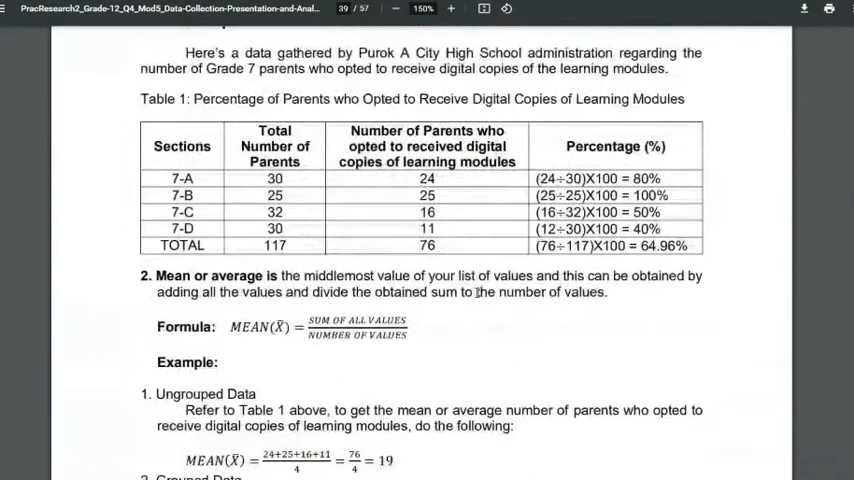 PracResearch2_Grade-12_Q4_Mod5_Data-Collection-Presentation-and-Anal... 39 / 57 — 150% +
Here's a data gathered by Purok A City High School administration regarding the
number of Grade 7 parents who opted to receive digital copies of the learning modules.
Table 1: Percentage of Parents who Opted to Receive Digital Copies of Learning Modules
Sections
Total Number of Parents
Number of Parents who opted to received digital copies of learning modules
Percentage (%)
7-A 30 24 (24÷30)X100 = 80%
7-B 25 25 (25÷25)X100 = 100%
7-C 32 16 (16÷32)X100 = 50%
7-D 30 11 (12÷30)X100 = 40%
TOTAL 117 76 (76÷117)X100 = 64.96%
2. Mean or average is the middlemost value of your list of values and this can be obtained by
adding all the values and divide the obtained sum to the number of values.
Formula: MEAN(X̄) = SUM OF ALL VALUES / NUMBER OF VALUES
Example:
1. Ungrouped Data
Refer to Table 1 above, to get the mean or average number of parents who opted to
receive digital copies of learning modules, do the following:
MEAN(X̄) = 24+25+16+11 / 4 = 76 / 4 = 19
2. Grouped Data